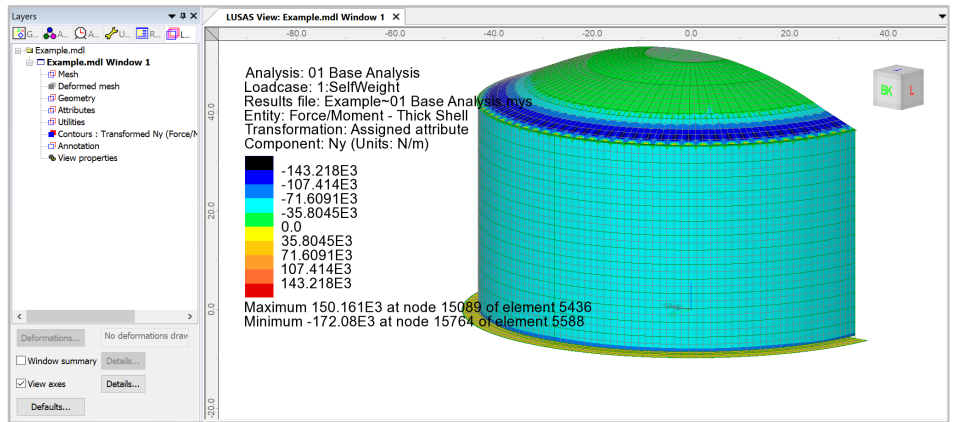 Layers
G... A... A... U... R... L...
Example.mdl
Example.mdl Window 1
Mesh
Deformed mesh
Geometry
Attributes
Utilities
Contours : Transformed Ny (Force/N
Annotation
View properties
Deformations...
No deformations draw
Window summary
Details...
View axes
Details...
Defaults...
LUSAS View: Example.mdl Window 1
-80.0
-60.0
-40.0
-20.0
0.0
20.0
40.0
40.0
20.0
0.0
-20.0
Analysis: 01 Base Analysis
Loadcase: 1:SelfWeight
Results file: Example~01 Base Analysis.mys
Entity: Force/Moment - Thick Shell
Transformation: Assigned attribute
Component: Ny (Units: N/m)
-143.218E3
-107.414E3
-71.6091E3
-35.8045E3
0.0
35.8045E3
71.6091E3
107.414E3
143.218E3
Maximum 150.161E3 at node 15089 of element 5436
Minimum -172.08E3 at node 15764 of element 5588
BK
L